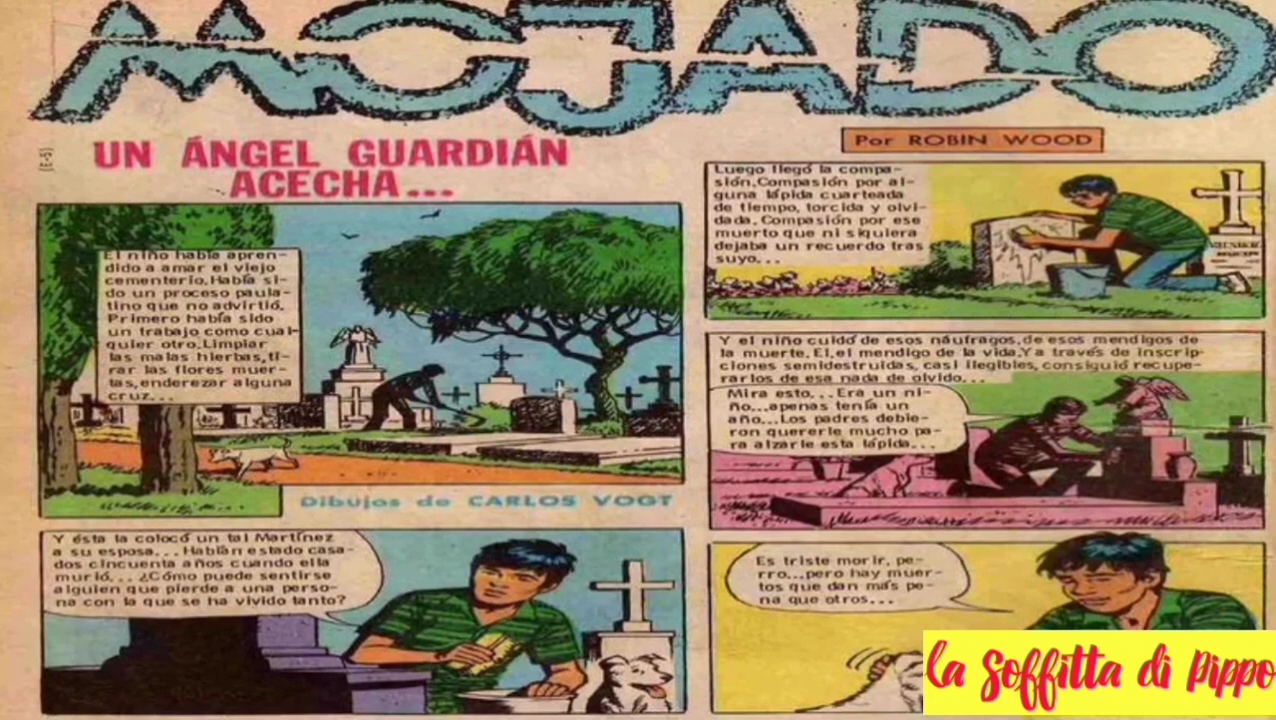 MOJADO
UN ÁNGEL GUARDIÁN
ACECHA...
Por ROBIN WOOD
El niño había apren-
dido a amar el viejo
cementerio.Había si-
do un proceso paula-
tino que no advirtió.
Primero había sido
un trabajo como cual-
quier otro.Limpiar
las malas hierbas,ti-
rar las flores muer-
tas,enderezar alguna
cruz...
Dibujos de CARLOS VOGT
Luego llegó la compa-
sión.Compasión por al-
guna lápida cuarteada
de tiempo, torcida y olvi-
dada. Compasión por ese
muerto que ni siquiera
dejaba un recuerdo tras
suyo...
Y el niño cuidó de esos náufragos,de esos mendigos de
la muerte. El,el mendigo de la vida.Ya través de inscrip-
ciones semidestruidas, casi ilegibles, consiguió recupe-
rarlos de esa nada de olvido...
Mira esto... Era un ni-
ño...apenas tenía un
año...Los padres debie-
ron quererle mucho pa-
ra alzarle esta lápida...
Y ésta la colocó un tal Martínez
a su esposa... Habían estado casa-
dos cincuenta años cuando ella
murió... ¿Cómo puede sentirse
alguien que pierde a una perso-
na con la que se ha vivido tanto?
Es triste morir, pe-
rro...pero hay muer-
tos que dan más pe-
na que otros...
la Soffitta di Pippo